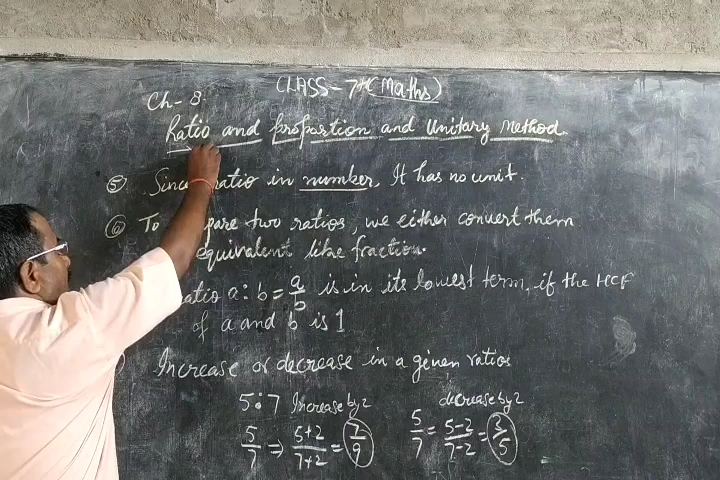 CLASS - 7th (Maths)
Ch- 8.
Ratio and proportion and Unitary Method.
5 Since ratio in number, It has no unit.
6 To pare two ratios, we either convert them
equivalent like fraction.
atio a : b = a/b is in its lowest term, if the HCF
of a and b is 1
Increase or decrease in a given ratios
5 : 7 Increase by 2
decrease by 2
5/7 ⇒ 5+2/7+2 = 7/9
5/7 = 5-2/7-2 = 3/5